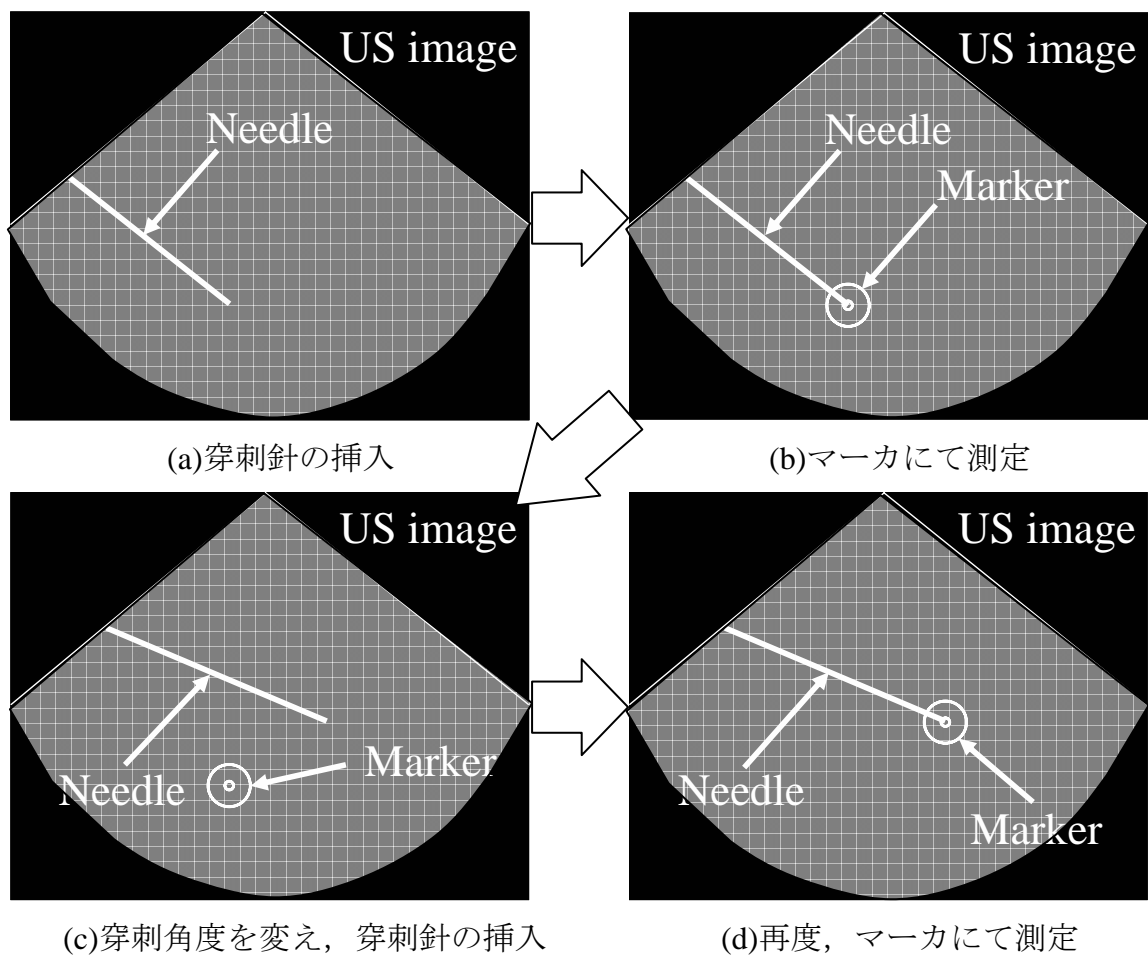 US image
Needle
(a)穿刺針の挿入
US image
Needle
Marker
(b)マーカにて測定
US image
Needle
Marker
(c)穿刺角度を変え，穿刺針の挿入
US image
Needle
Marker
(d)再度，マーカにて測定